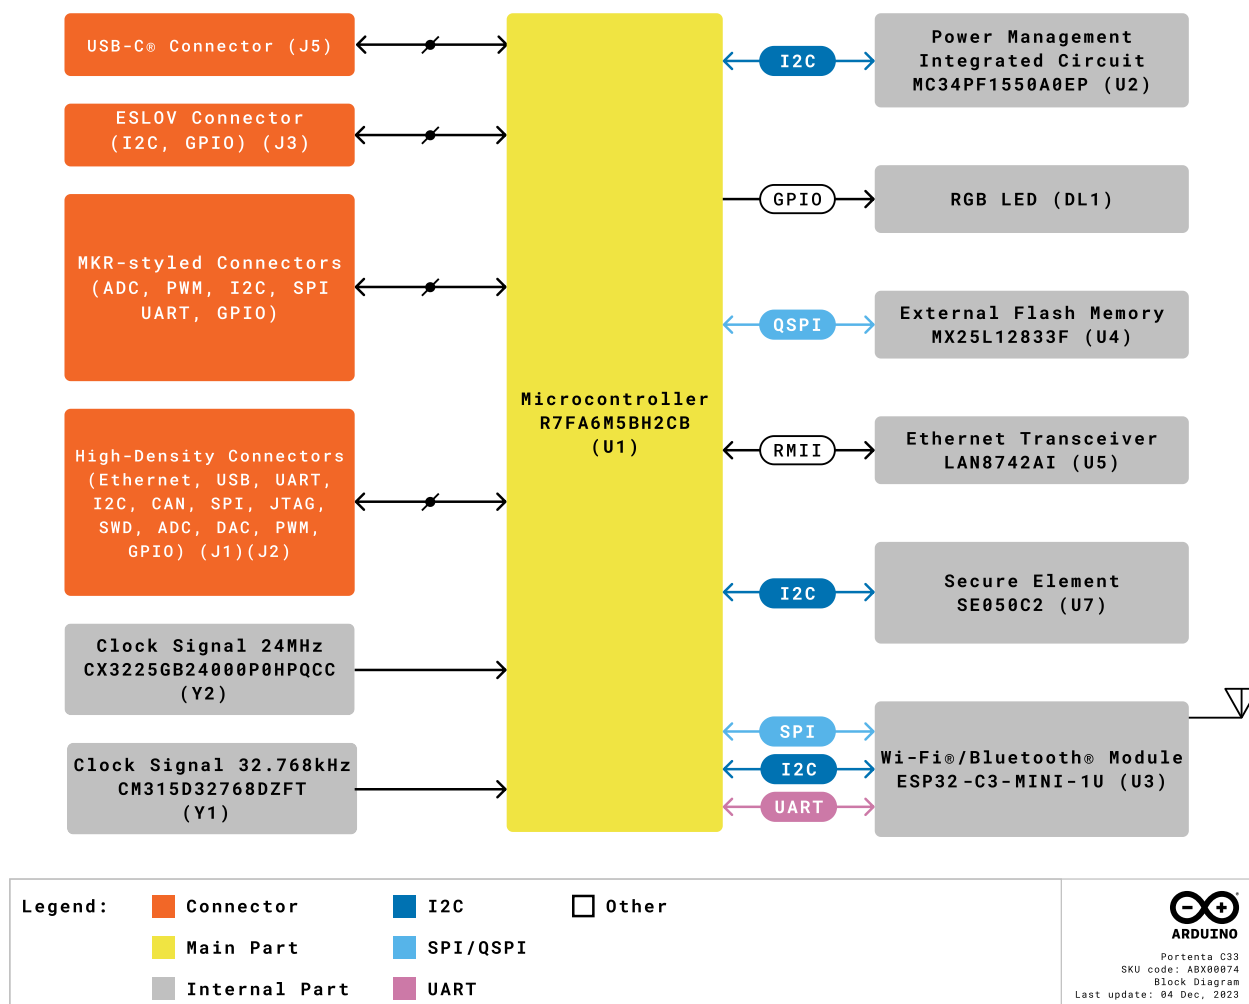 USB-C® Connector (J5)
ESLOV Connector
(I2C, GPIO) (J3)
MKR-styled Connectors
(ADC, PWM, I2C, SPI
UART, GPIO)
High-Density Connectors
(Ethernet, USB, UART,
I2C, CAN, SPI, JTAG,
SWD, ADC, DAC, PWM,
GPIO) (J1)(J2)
Clock Signal 24MHz
CX3225GB24000P0HPQCC
(Y2)
Clock Signal 32.768kHz
CM315D32768DZFT
(Y1)
Microcontroller
R7FA6M5BH2CB
(U1)
I2C
GPIO
QSPI
RMII
I2C
SPI
I2C
UART
Power Management
Integrated Circuit
MC34PF1550A0EP (U2)
RGB LED (DL1)
External Flash Memory
MX25L12833F (U4)
Ethernet Transceiver
LAN8742AI (U5)
Secure Element
SE050C2 (U7)
Wi-Fi®/Bluetooth® Module
ESP32-C3-MINI-1U (U3)
Legend:
Connector
Main Part
Internal Part
I2C
SPI/QSPI
UART
Other
ARDUINO
Portenta C33
SKU code: ABX00074
Block Diagram
Last update: 04 Dec, 2023